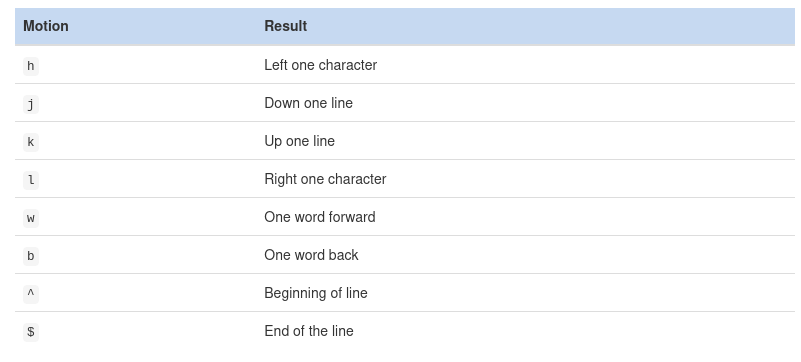 Motion Result
h Left one character
j Down one line
k Up one line
l Right one character
w One word forward
b One word back
^ Beginning of line
$ End of the line